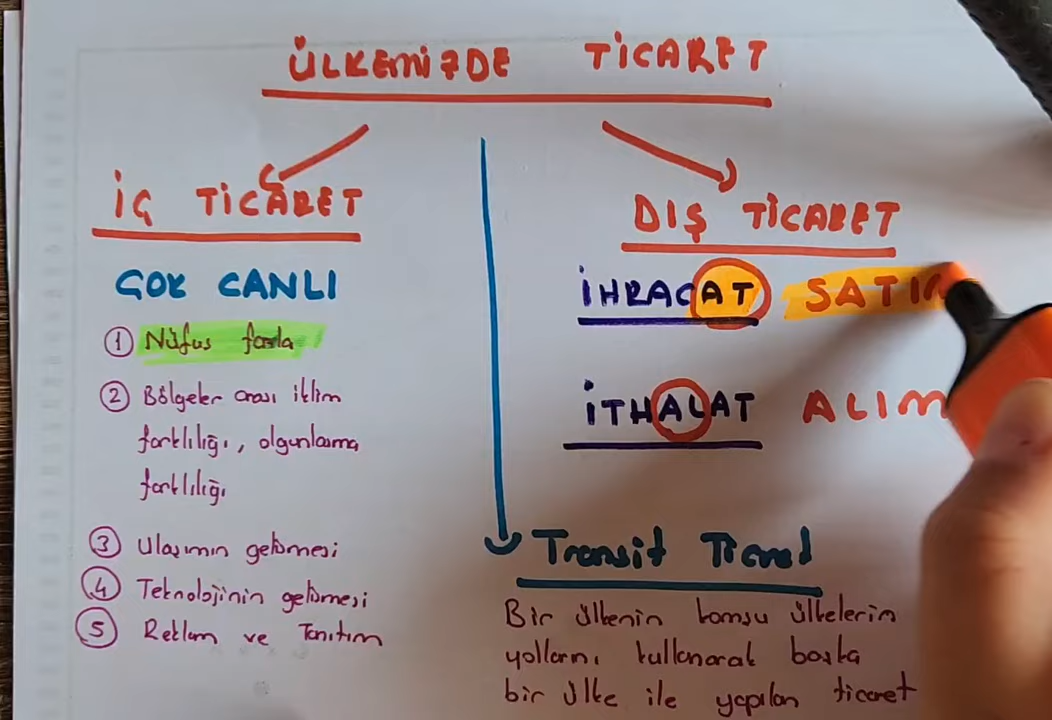 ÜLKEMİZDE TİCARET
İÇ TİCARET
ÇOK CANLI
1 Nüfus fazla
2 Bölgeler arası iklim
farklılığı, olgunlaşma
farklılığı
3 Ulaşımın gelişmesi
4 Teknolojinin gelişmesi
5 Reklam ve Tanıtım
DIŞ TİCARET
İHRACAT SATIM
İTHALAT ALIM
Transit Ticaret
Bir ülkenin komşu ülkelerin
yollarını kullanarak başka
bir ülke ile yapılan ticaret